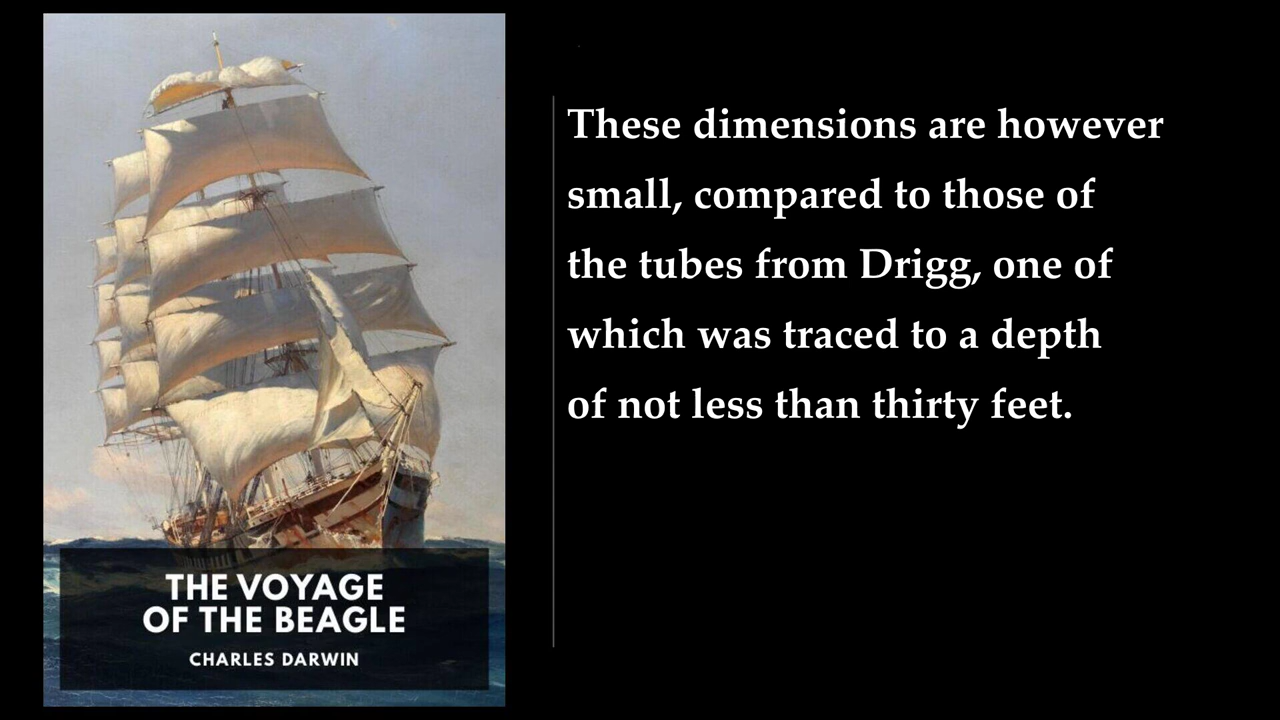 These dimensions are however
small, compared to those of
the tubes from Drigg, one of
which was traced to a depth
of not less than thirty feet.
THE VOYAGE
OF THE BEAGLE
CHARLES DARWIN